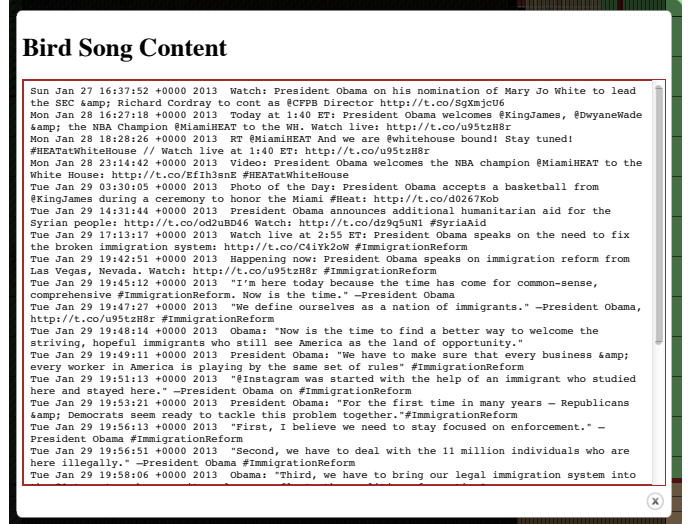 Bird Song Content
Sun Jan 27 16:37:52 +0000 2013  Watch: President Obama on his nomination of Mary Jo White to lead
the SEC &amp; Richard Cordray to cont as @CFPB Director http://t.co/SgXmjcU6
Mon Jan 28 16:27:18 +0000 2013  Today at 1:40 ET: President Obama welcomes @KingJames, @DwyaneWade
&amp; the NBA Champion @MiamiHEAT to the WH. Watch live: http://t.co/u95tzH8r
Mon Jan 28 18:28:26 +0000 2013  RT @MiamiHEAT And we are @whitehouse bound! Stay tuned!
#HEATatWhiteHouse // Watch live at 1:40 ET: http://t.co/u95tzH8r
Mon Jan 28 23:14:42 +0000 2013  Video: President Obama welcomes the NBA champion @MiamiHEAT to the
White House: http://t.co/EfIh3snE #HEATatWhiteHouse
Tue Jan 29 03:30:05 +0000 2013  Photo of the Day: President Obama accepts a basketball from
@KingJames during a ceremony to honor the Miami #Heat: http://t.co/d0267Kob
Tue Jan 29 14:31:44 +0000 2013  President Obama announces additional humanitarian aid for the
Syrian people: http://t.co/od2uBD46 Watch: http://t.co/dz9q5uN1 #SyriaAid
Tue Jan 29 17:13:17 +0000 2013  Watch live at 2:55 ET: President Obama speaks on the need to fix
the broken immigration system: http://t.co/C4iYk2oW #ImmigrationReform
Tue Jan 29 19:42:51 +0000 2013  Happening now: President Obama speaks on immigration reform from
Las Vegas, Nevada. Watch: http://t.co/u95tzH8r #ImmigrationReform
Tue Jan 29 19:45:12 +0000 2013  "I'm here today because the time has come for common-sense,
comprehensive #ImmigrationReform. Now is the time." —President Obama
Tue Jan 29 19:47:27 +0000 2013  "We define ourselves as a nation of immigrants." —President Obama,
http://t.co/u95tzH8r #ImmigrationReform
Tue Jan 29 19:48:14 +0000 2013  Obama: "Now is the time to find a better way to welcome the
striving, hopeful immigrants who still see America as the land of opportunity."
Tue Jan 29 19:49:11 +0000 2013  President Obama: "We have to make sure that every business &amp;
every worker in America is playing by the same set of rules" #ImmigrationReform
Tue Jan 29 19:51:13 +0000 2013  "@Instagram was started with the help of an immigrant who studied
here and stayed here." —President Obama on #ImmigrationReform
Tue Jan 29 19:53:21 +0000 2013  President Obama: "For the first time in many years — Republicans
&amp; Democrats seem ready to tackle this problem together."#ImmigrationReform
Tue Jan 29 19:56:13 +0000 2013  "First, I believe we need to stay focused on enforcement." —
President Obama #ImmigrationReform
Tue Jan 29 19:56:51 +0000 2013  "Second, we have to deal with the 11 million individuals who are
here illegally." —President Obama #ImmigrationReform
Tue Jan 29 19:58:06 +0000 2013  Obama: "Third, we have to bring our legal immigration system into